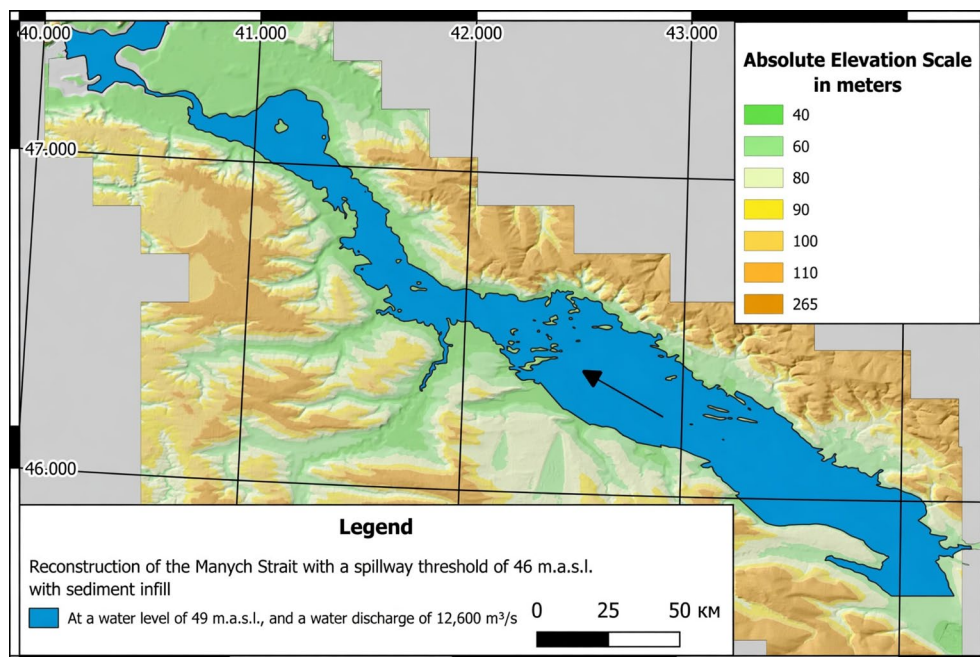 40.000 41.000 42.000 43.000
47.000
46.000
Absolute Elevation Scale
in meters
40
60
80
90
100
110
265
Legend
Reconstruction of the Manych Strait with a spillway threshold of 46 m.a.s.l.
with sediment infill
At a water level of 49 m.a.s.l., and a water discharge of 12,600 m³/s
0 25 50 км